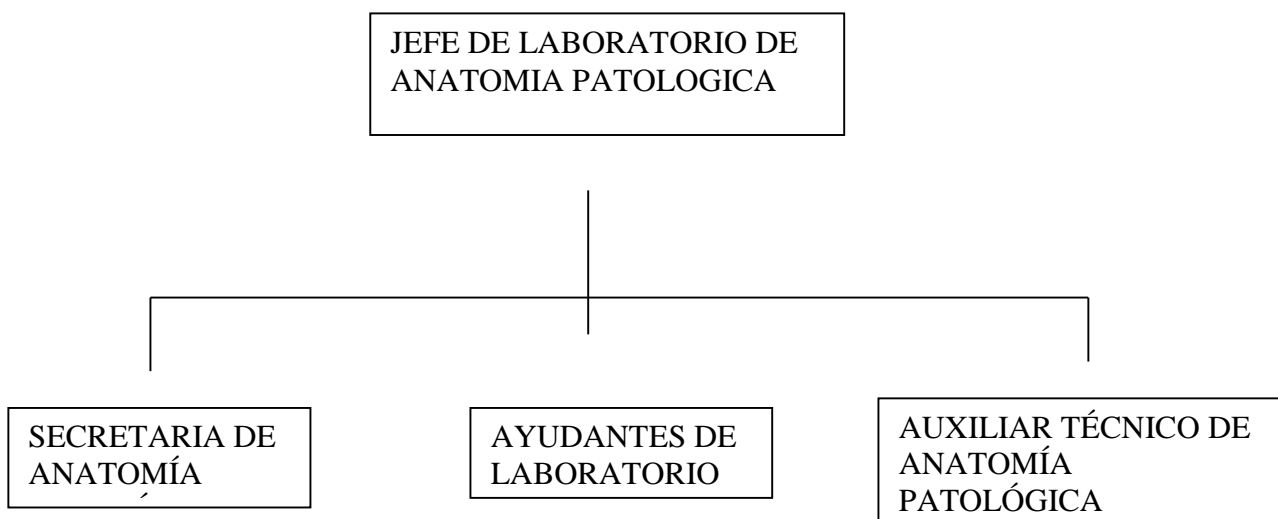 JEFE DE LABORATORIO DE
ANATOMIA PATOLOGICA
SECRETARIA DE
ANATOMÍA
AYUDANTES DE
LABORATORIO
AUXILIAR TÉCNICO DE
ANATOMÍA
PATOLÓGICA